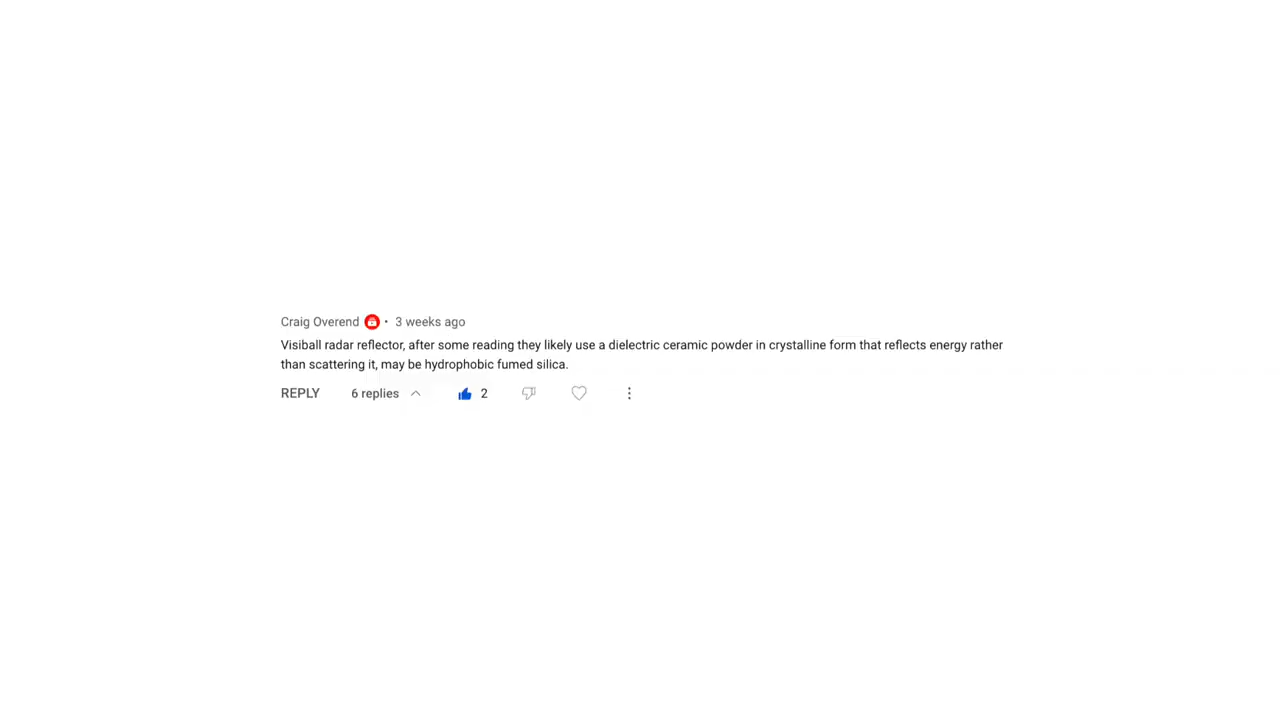 Craig Overend • 3 weeks ago
Visiball radar reflector, after some reading they likely use a dielectric ceramic powder in crystalline form that reflects energy rather
than scattering it, may be hydrophobic fumed silica.
REPLY 6 replies 2